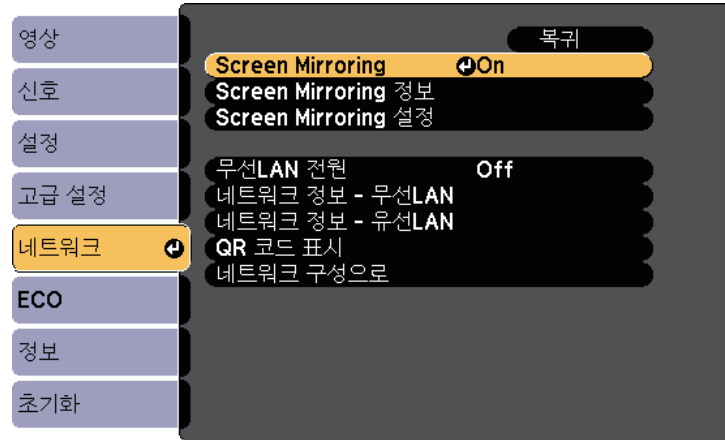 영상
신호
설정
고급 설정
네트워크
ECO
정보
초기화
복귀
Screen Mirroring On
Screen Mirroring 정보
Screen Mirroring 설정
무선LAN 전원 Off
네트워크 정보 - 무선LAN
네트워크 정보 - 유선LAN
QR 코드 표시
네트워크 구성으로